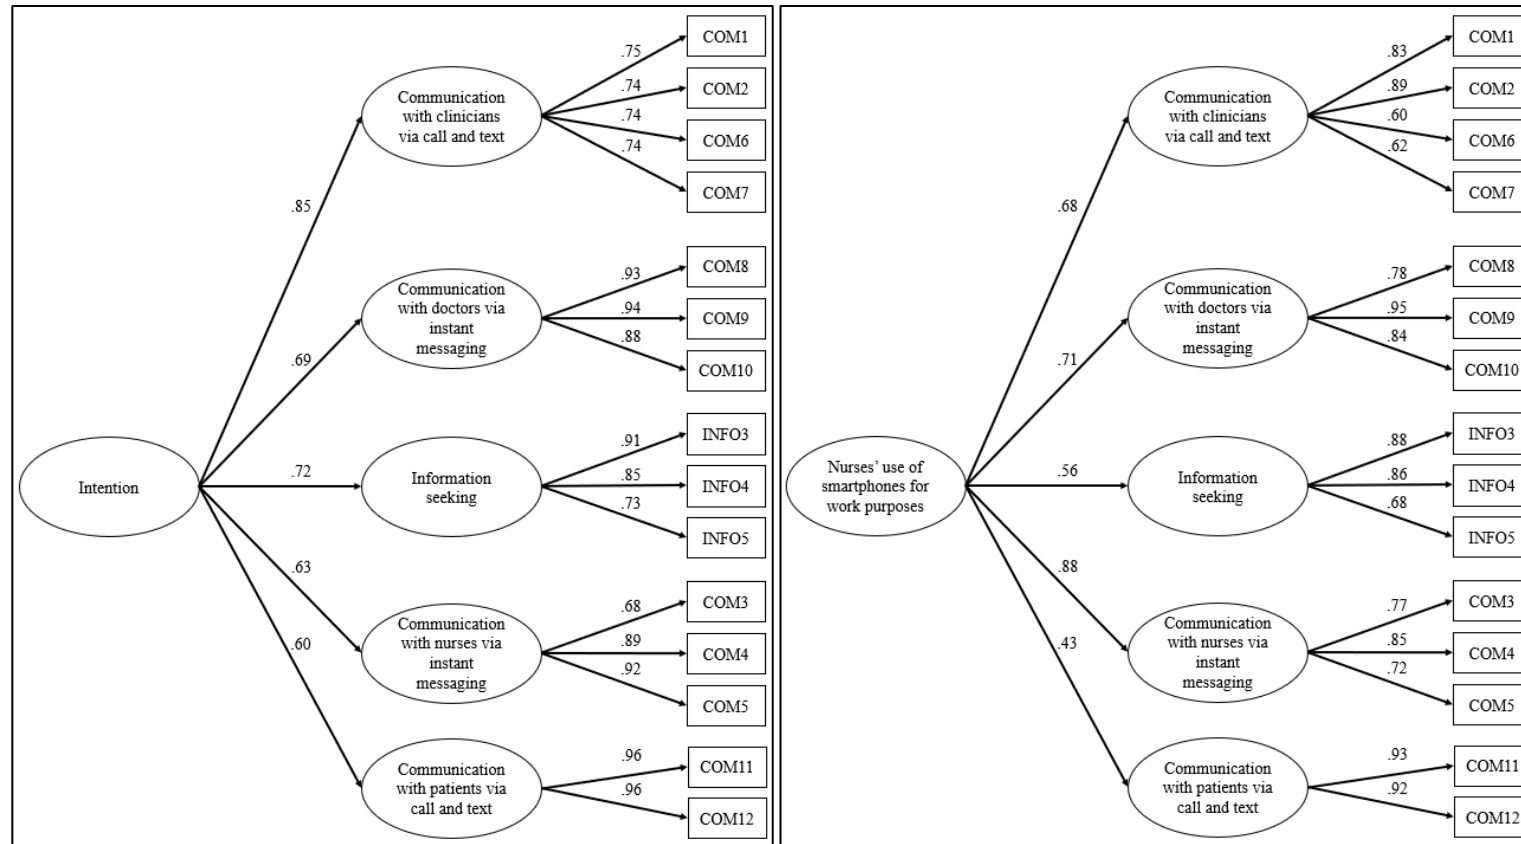 Intention
.85
.69
.72
.63
.60
Communication
with clinicians
via call and text
.75
.74
.74
.74
COM1
COM2
COM6
COM7
Communication
with doctors via
instant
messaging
.93
.94
.88
COM8
COM9
COM10
Information
seeking
.91
.85
.73
INFO3
INFO4
INFO5
Communication
with nurses via
instant
messaging
.68
.89
.92
COM3
COM4
COM5
Communication
with patients via
call and text
.96
.96
COM11
COM12
Nurses’ use of
smartphones for
work purposes
.68
.71
.56
.88
.43
Communication
with clinicians
via call and text
.83
.89
.60
.62
COM1
COM2
COM6
COM7
Communication
with doctors via
instant
messaging
.78
.95
.84
COM8
COM9
COM10
Information
seeking
.88
.86
.68
INFO3
INFO4
INFO5
Communication
with nurses via
instant
messaging
.77
.85
.72
COM3
COM4
COM5
Communication
with patients via
call and text
.93
.92
COM11
COM12